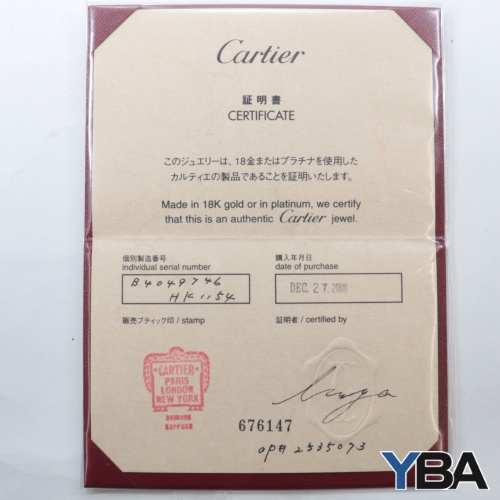 Cartier
証明書
CERTIFICATE
このジュエリーは、18金またはプラチナを使用した
カルティエの製品であることを証明いたします。
Made in 18K gold or in platinum, we certify
that this is an authentic Cartier jewel.
個別製造番号
individual serial number
B4049746
HK1154
購入年月日
date of purchase
DEC. 27. 2008
販売ブティック印 / stamp
証明者 / certified by
CARTIER
PARIS
LONDON
NEW YORK
SAPPORO
676147
2335073
YBA